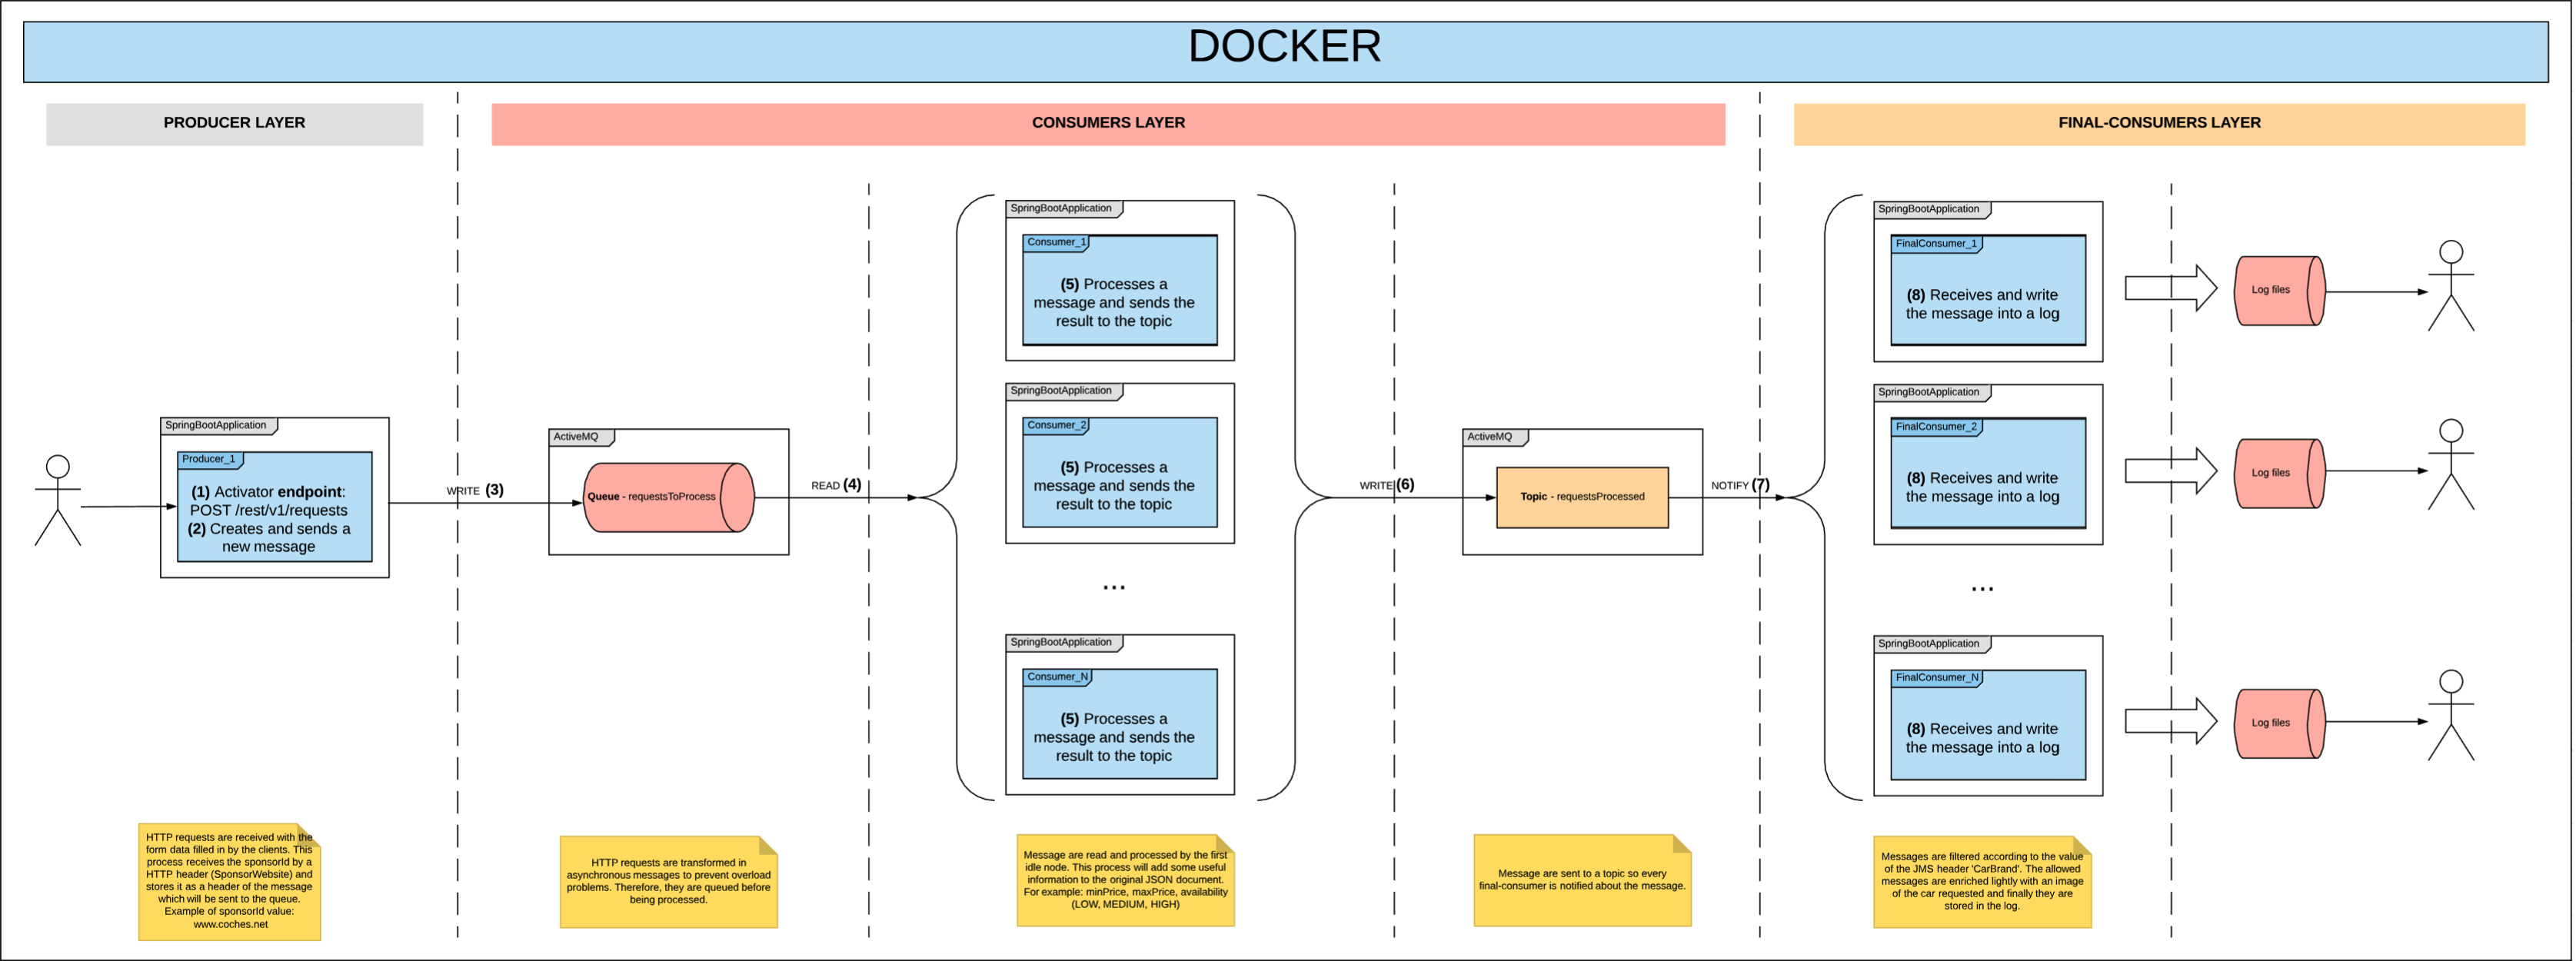 DOCKER
PRODUCER LAYER
CONSUMERS LAYER
FINAL-CONSUMERS LAYER
SpringBootApplication
Producer_1
(1) Activator endpoint:
POST /rest/v1/requests
(2) Creates and sends a
new message
WRITE (3)
ActiveMQ
Queue - requestsToProcess
READ (4)
SpringBootApplication
Consumer_1
(5) Processes a
message and sends the
result to the topic
SpringBootApplication
Consumer_2
(5) Processes a
message and sends the
result to the topic
...
SpringBootApplication
Consumer_N
(5) Processes a
message and sends the
result to the topic
WRITE (6)
ActiveMQ
Topic - requestsProcessed
NOTIFY (7)
SpringBootApplication
FinalConsumer_1
(8) Receives and write
the message into a log
Log files
SpringBootApplication
FinalConsumer_2
(8) Receives and write
the message into a log
Log files
...
SpringBootApplication
FinalConsumer_N
(8) Receives and write
the message into a log
Log files
HTTP requests are received with the
form data filled in by the clients. This
process receives the sponsorId by a
HTTP header (SponsorWebsite) and
stores it as a header of the message
which will be sent to the queue.
Example of sponsorId value:
www.coches.net
HTTP requests are transformed in
asynchronous messages to prevent overload
problems. Therefore, they are queued before
being processed.
Message are read and processed by the first
idle node. This process will add some useful
information to the original JSON document.
For example: minPrice, maxPrice, availability
(LOW, MEDIUM, HIGH)
Message are sent to a topic so every
final-consumer is notified about the message.
Messages are filtered according to the value
of the JMS header 'CarBrand'. The allowed
messages are enriched lightly with an image
of the car requested and finally they are
stored in the log.